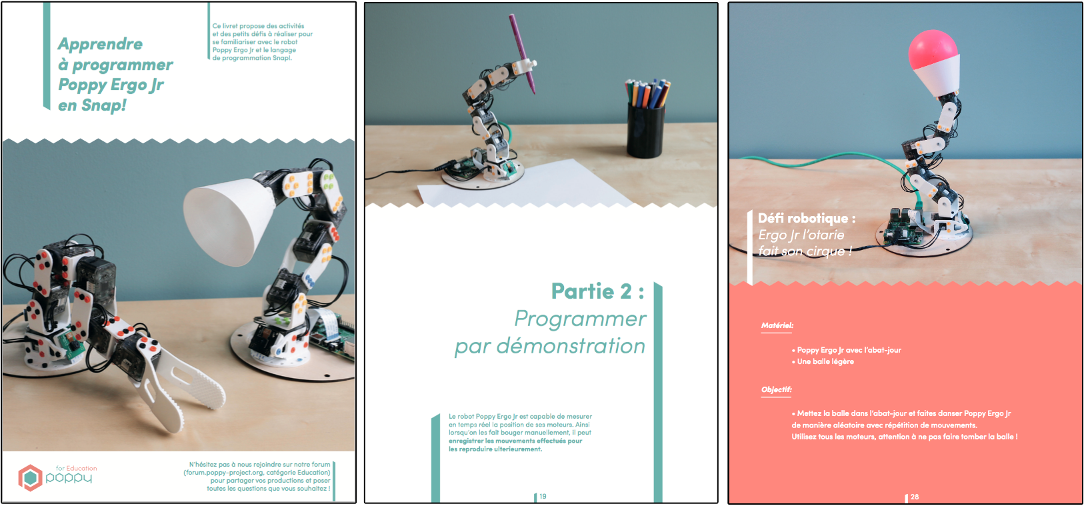 Apprendre
à programmer
Poppy Ergo Jr
en Snap!
Ce livret propose des activités
et des petits défis à réaliser pour
se familiariser avec le robot
Poppy Ergo Jr et le langage
de programmation Snap!.
for Education
poppy
N'hésitez pas à nous rejoindre sur notre forum
(forum.poppy-project.org, catégorie Education)
pour partager vos productions et poser
toutes les questions que vous souhaitez !
Partie 2 :
Programmer
par démonstration
Le robot Poppy Ergo Jr est capable de mesurer
en temps réel la position de ses moteurs. Ainsi
lorsqu'on les fait bouger manuellement, il peut
enregistrer les mouvements effectués pour
les reproduire ulterieurement.
19
Défi robotique :
Ergo Jr l'otarie
fait son cirque !
Matériel:
• Poppy Ergo Jr avec l'abat-jour
• Une balle légère
Objectif:
• Mettez la balle dans l'abat-jour et faites danser Poppy Ergo Jr
de manière aléatoire avec répétition de mouvements.
Utilisez tous les moteurs, attention à ne pas faire tomber la balle !
28